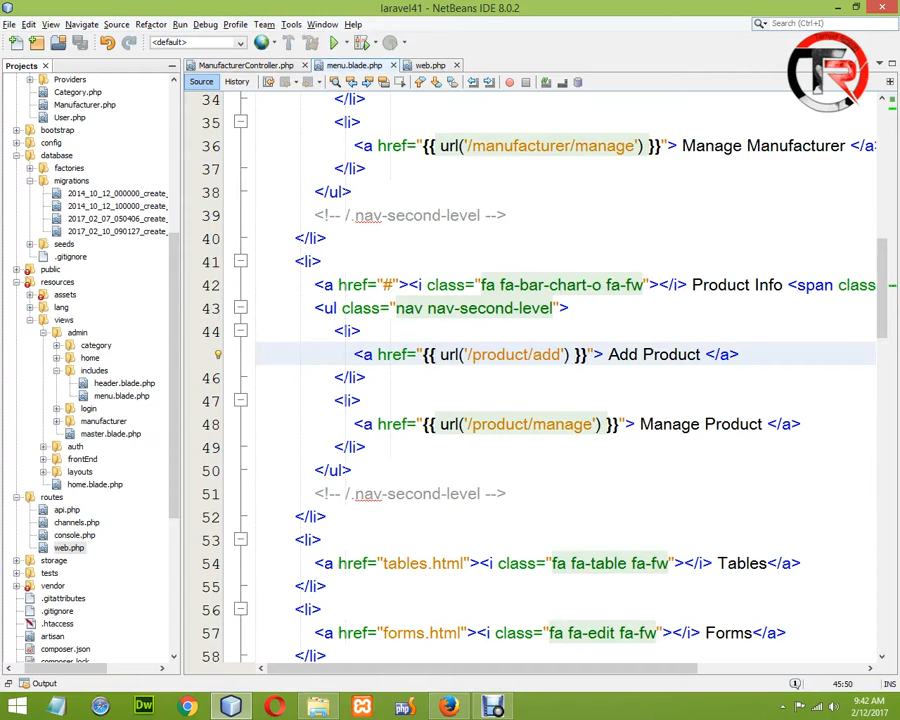 laravel41 - NetBeans IDE 8.0.2
File Edit View Navigate Source Refactor Run Debug Profile Team Tools Window Help
<default>
Search (Ctrl+I)
Projects
ManufacturerController.php
menu.blade.php
web.php
Source History
Providers
Category.php
Manufacturer.php
User.php
bootstrap
config
database
factories
migrations
2014_10_12_000000_create_
2014_10_12_100000_create_
2017_02_07_050406_create_
2017_02_10_090127_create_
seeds
.gitignore
public
resources
assets
lang
views
admin
category
home
includes
header.blade.php
menu.blade.php
login
manufacturer
master.blade.php
auth
frontEnd
layouts
home.blade.php
routes
api.php
channels.php
console.php
web.php
storage
tests
vendor
.gitattributes
.gitignore
.htaccess
artisan
composer.json
composer.lock
34 </li>
35 <li>
36 <a href="{{ url('/manufacturer/manage') }}"> Manage Manufacturer </a>
37 </li>
38 </ul>
39 <!-- /.nav-second-level -->
40 </li>
41 <li>
42 <a href="#"><i class="fa fa-bar-chart-o fa-fw"></i> Product Info <span class
43 <ul class="nav nav-second-level">
44 <li>
<a href="{{ url('/product/add') }}"> Add Product </a>
46 </li>
47 <li>
48 <a href="{{ url('/product/manage') }}"> Manage Product </a>
49 </li>
50 </ul>
51 <!-- /.nav-second-level -->
52 </li>
53 <li>
54 <a href="tables.html"><i class="fa fa-table fa-fw"></i> Tables</a>
55 </li>
56 <li>
57 <a href="forms.html"><i class="fa fa-edit fa-fw"></i> Forms</a>
58 </li>
Output
45:50 INS
Dw
php
9:42 AM
2/12/2017